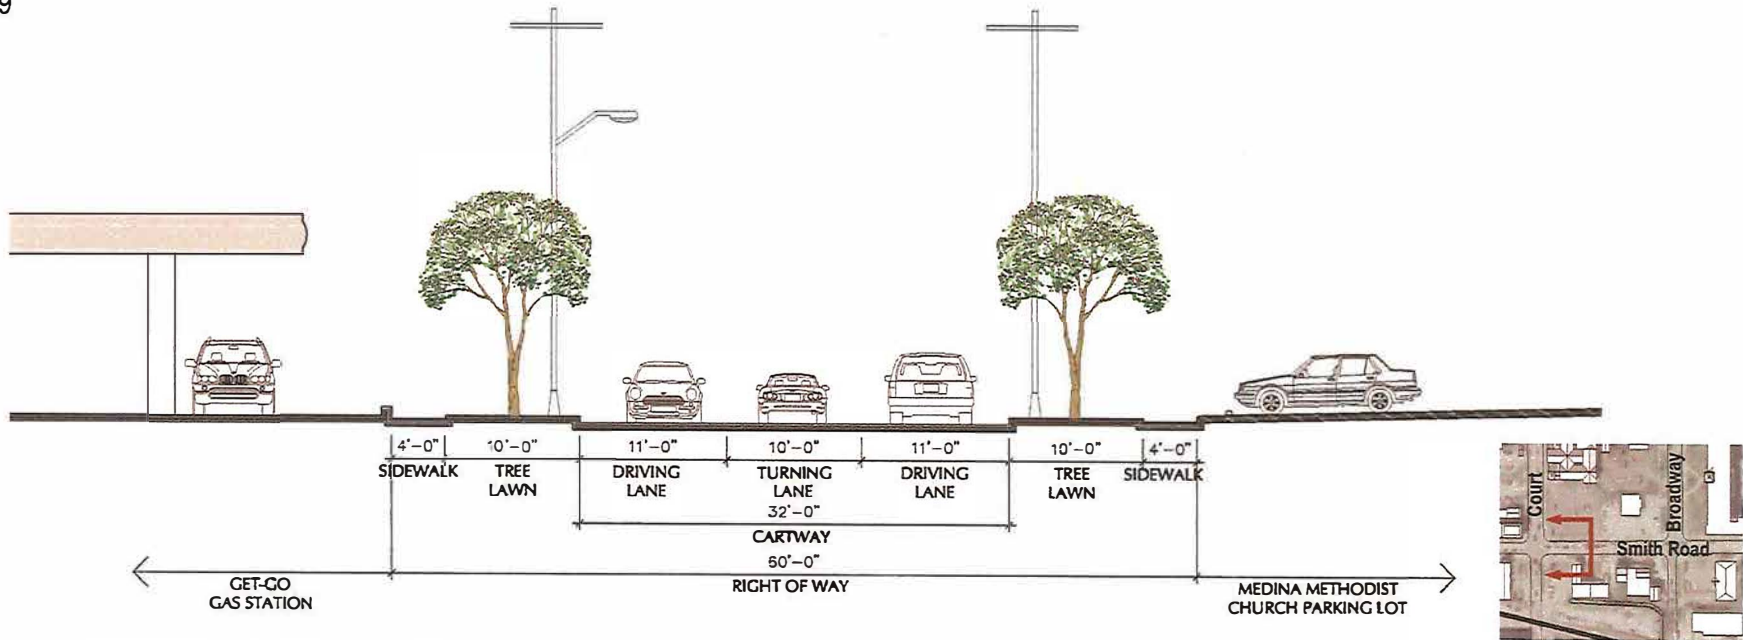 9
4'-0" 10'-0" 11'-0" 10'-0" 11'-0" 10'-0" 4'-0"
SIDEWALK TREE DRIVING TURNING DRIVING TREE SIDEWALK
LAWN LANE LANE LANE LAWN
32'-0"
CARTWAY
60'-0"
RIGHT OF WAY
GET-GO
GAS STATION
MEDINA METHODIST
CHURCH PARKING LOT
Court
Broadway
Smith Road